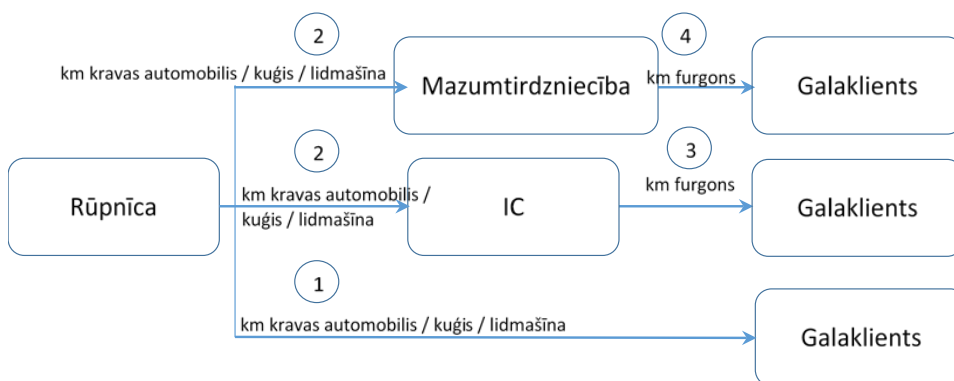 2
4
km kravas automobilis / kuģis / lidmašīna
Mazumtirdzniecība
km furgons
Galaklients
2
3
Rūpnīca
km kravas automobilis /
kuģis / lidmašīna
IC
km furgons
Galaklients
1
km kravas automobilis / kuģis / lidmašīna
Galaklients